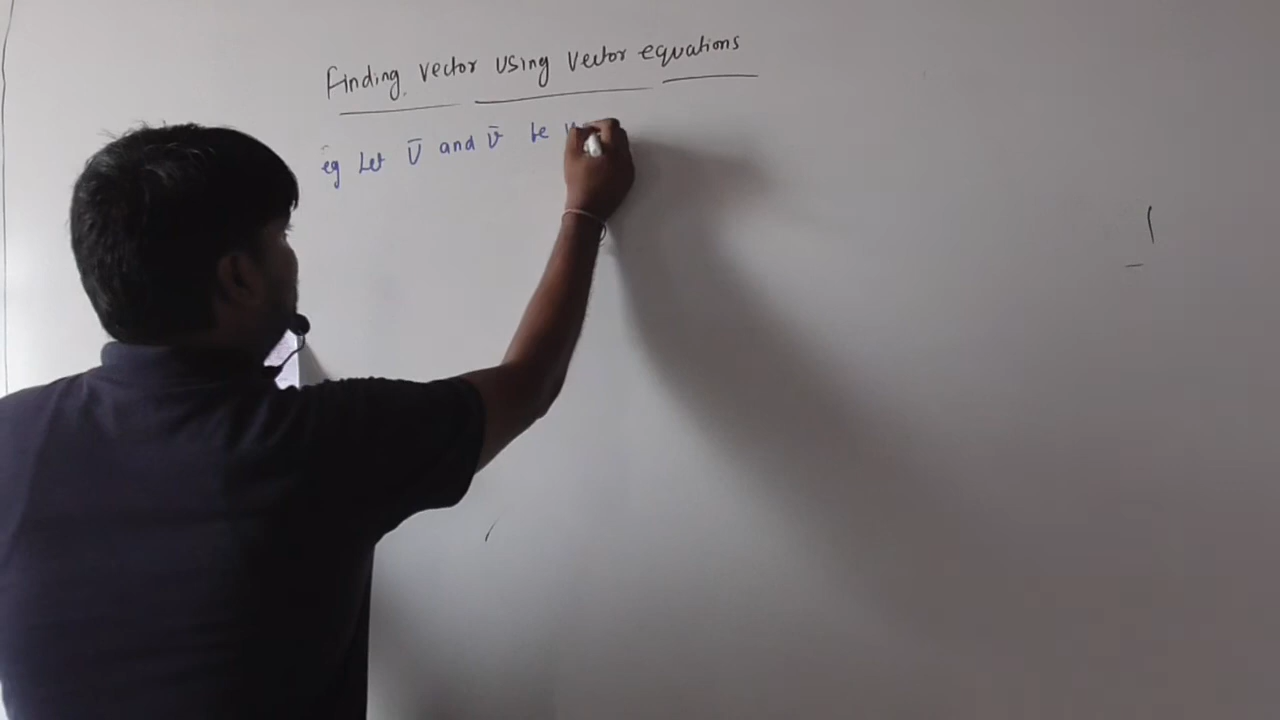 Finding vector using vector equations
eg Let Ū and v̄ be